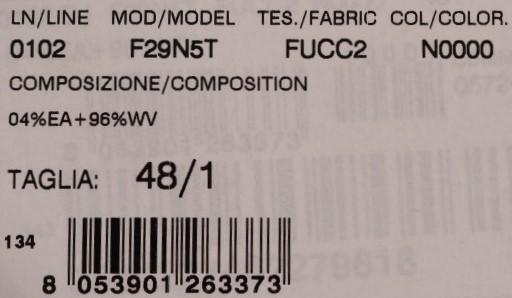 LN/LINE MOD/MODEL TES./FABRIC COL/COLOR.
0102 F29N5T FUCC2 N0000
COMPOSIZIONE/COMPOSITION
04%EA+96%WV
TAGLIA: 48/1
134
8 053901 263373